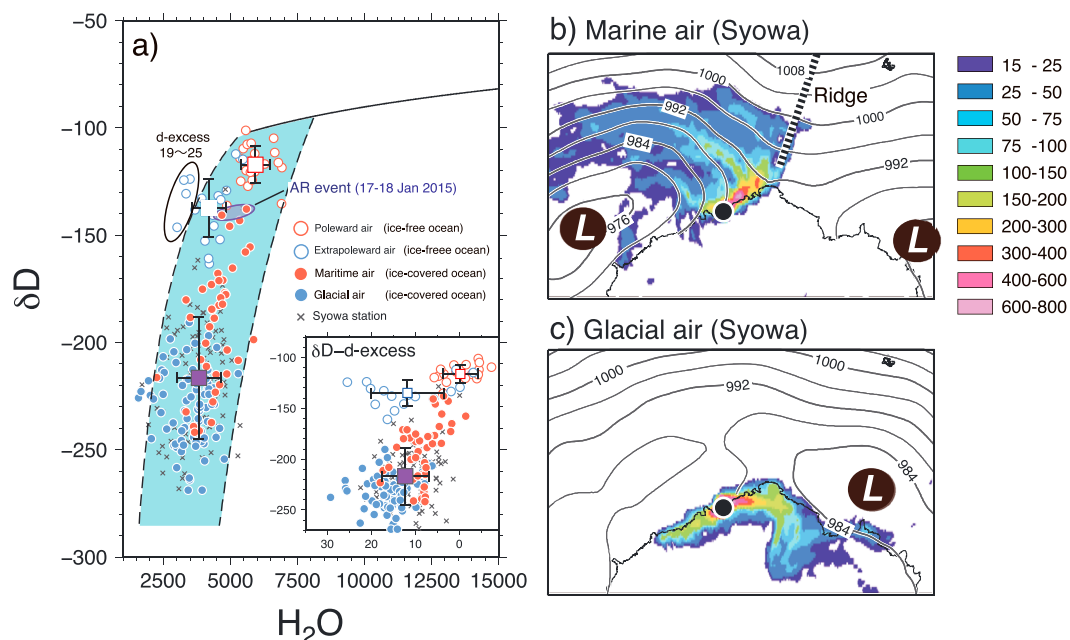 a)
−50
−100
−150
−200
−250
−300
δD
2500
5000
7500
10000
12500
15000
H2O
d-excess
19～25
AR event (17-18 Jan 2015)
Poleward air (ice-free ocean)
Extrapoleward air (ice-freee ocean)
Maritime air (ice-covered ocean)
Glacial air (ice-covered ocean)
Syowa station
δD–d-excess
−100
−150
−200
−250
30
20
10
0
b) Marine air (Syowa)
1008
1000
Ridge
1000
992
992
984
976
L
L
c) Glacial air (Syowa)
1000
1000
992
984
984
L
15 - 25
25 - 50
50 - 75
75 -100
100-150
150-200
200-300
300-400
400-600
600-800